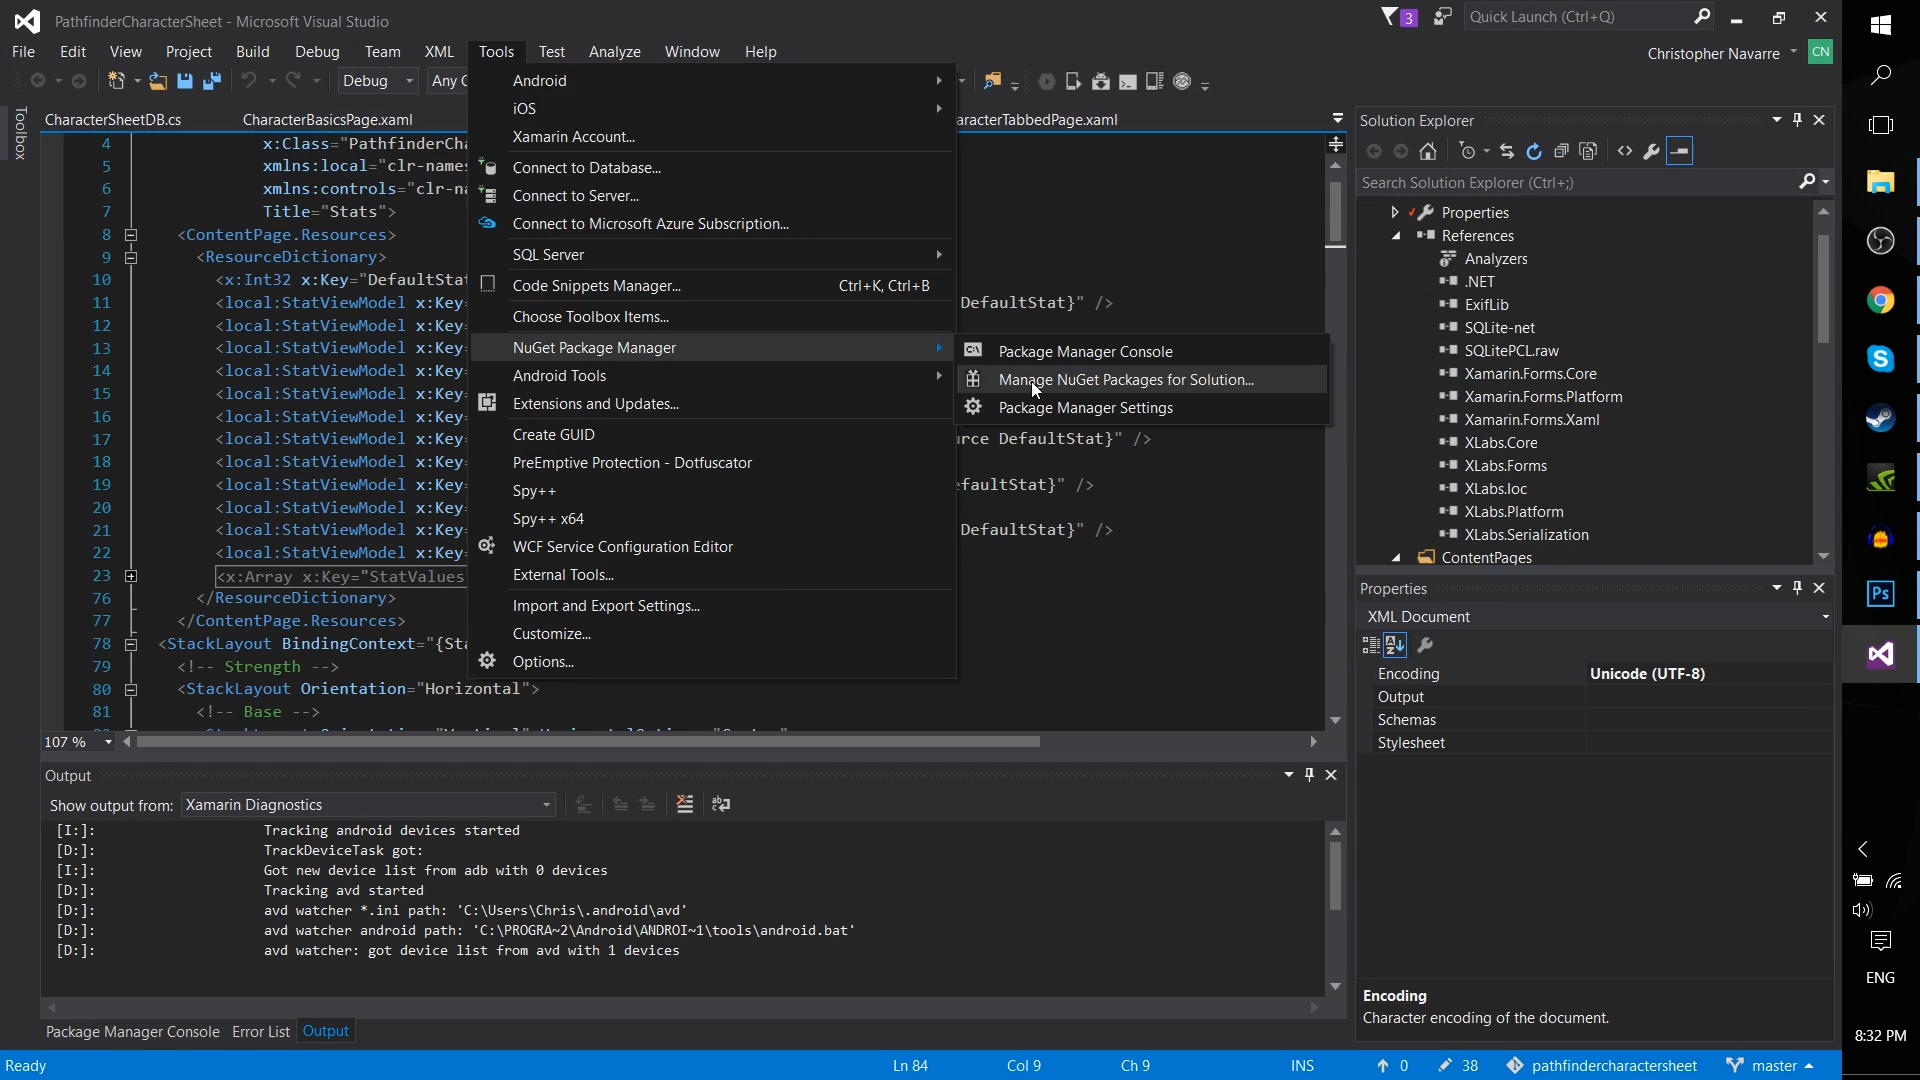 PathfinderCharacterSheet - Microsoft Visual Studio
3
Quick Launch (Ctrl+Q)
File Edit View Project Build Debug Team XML Tools Test Analyze Window Help
Christopher Navarre
CN
Debug
Any C
Toolbox
CharacterSheetDB.cs
CharacterBasicsPage.xaml
aracterTabbedPage.xaml
4 x:Class="PathfinderCha
5 xmlns:local="clr-names
6 xmlns:controls="clr-na
7 Title="Stats">
8 <ContentPage.Resources>
9 <ResourceDictionary>
10 <x:Int32 x:Key="DefaultStat
11 <local:StatViewModel x:Key= DefaultStat}" />
12 <local:StatViewModel x:Key=
13 <local:StatViewModel x:Key=
14 <local:StatViewModel x:Key=
15 <local:StatViewModel x:Key=
16 <local:StatViewModel x:Key=
17 <local:StatViewModel x:Key= rce DefaultStat}" />
18 <local:StatViewModel x:Key=
19 <local:StatViewModel x:Key= faultStat}" />
20 <local:StatViewModel x:Key=
21 <local:StatViewModel x:Key= DefaultStat}" />
22 <local:StatViewModel x:Key=
23 <x:Array x:Key="StatValues
76 </ResourceDictionary>
77 </ContentPage.Resources>
78 <StackLayout BindingContext="{Sta
79 <!-- Strength -->
80 <StackLayout Orientation="Horizontal">
81 <!-- Base -->
107 %
Android
iOS
Xamarin Account...
Connect to Database...
Connect to Server...
Connect to Microsoft Azure Subscription...
SQL Server
Code Snippets Manager... Ctrl+K, Ctrl+B
Choose Toolbox Items...
NuGet Package Manager
Android Tools
Extensions and Updates...
Create GUID
PreEmptive Protection - Dotfuscator
Spy++
Spy++ x64
WCF Service Configuration Editor
External Tools...
Import and Export Settings...
Customize...
Options...
Package Manager Console
Manage NuGet Packages for Solution...
Package Manager Settings
Solution Explorer
Search Solution Explorer (Ctrl+;)
Properties
References
Analyzers
.NET
ExifLib
SQLite-net
SQLitePCL.raw
Xamarin.Forms.Core
Xamarin.Forms.Platform
Xamarin.Forms.Xaml
XLabs.Core
XLabs.Forms
XLabs.Ioc
XLabs.Platform
XLabs.Serialization
ContentPages
Properties
XML Document
Encoding Unicode (UTF-8)
Output
Schemas
Stylesheet
Encoding
Character encoding of the document.
Output
Show output from: Xamarin Diagnostics
[I:]: Tracking android devices started
[D:]: TrackDeviceTask got:
[I:]: Got new device list from adb with 0 devices
[D:]: Tracking avd started
[D:]: avd watcher *.ini path: 'C:\Users\Chris\.android\avd'
[D:]: avd watcher android path: 'C:\PROGRA~2\Android\ANDROI~1\tools\android.bat'
[D:]: avd watcher: got device list from avd with 1 devices
Package Manager Console Error List Output
Ready
Ln 84
Col 9
Ch 9
INS
0
38
pathfindercharactersheet
master
Ps
ENG
8:32 PM